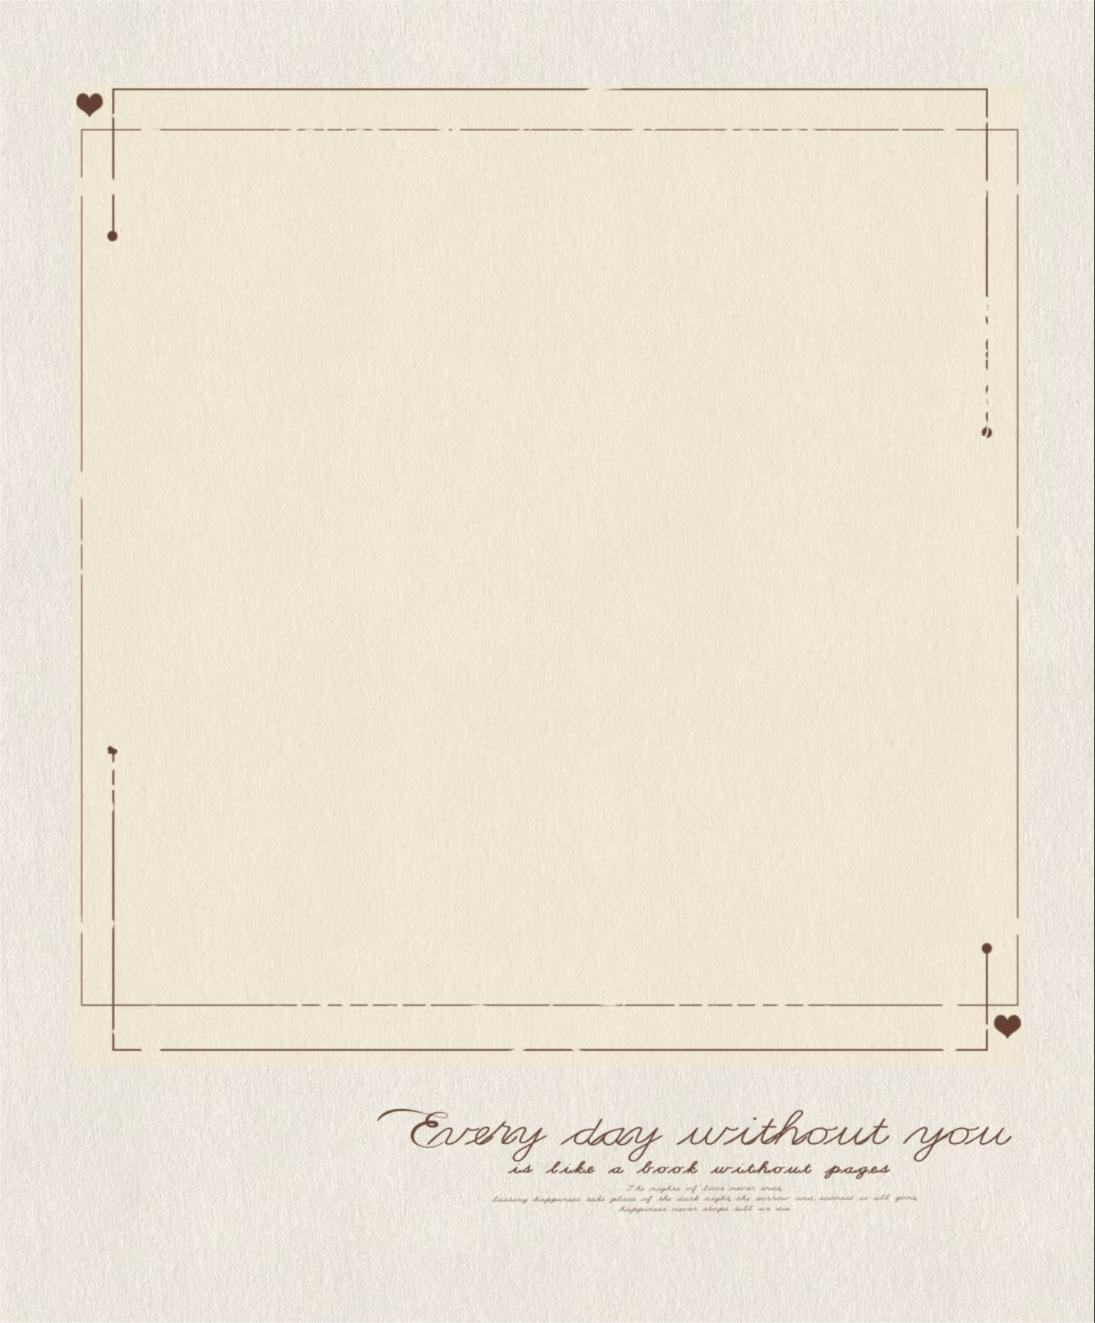 Every day without you
is like a book without pages
The nights of love never ends,
lasting happiness take place of the dark night, the sorrow and sadness is all gone,
happiness never stops till we die